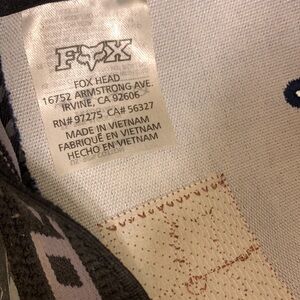 FOX
FOX HEAD
16752 ARMSTRONG AVE.
IRVINE, CA 92606
RN# 97275 CA# 56327
MADE IN VIETNAM
FABRIQUÉ EN VIETNAM
HECHO EN VIETNAM